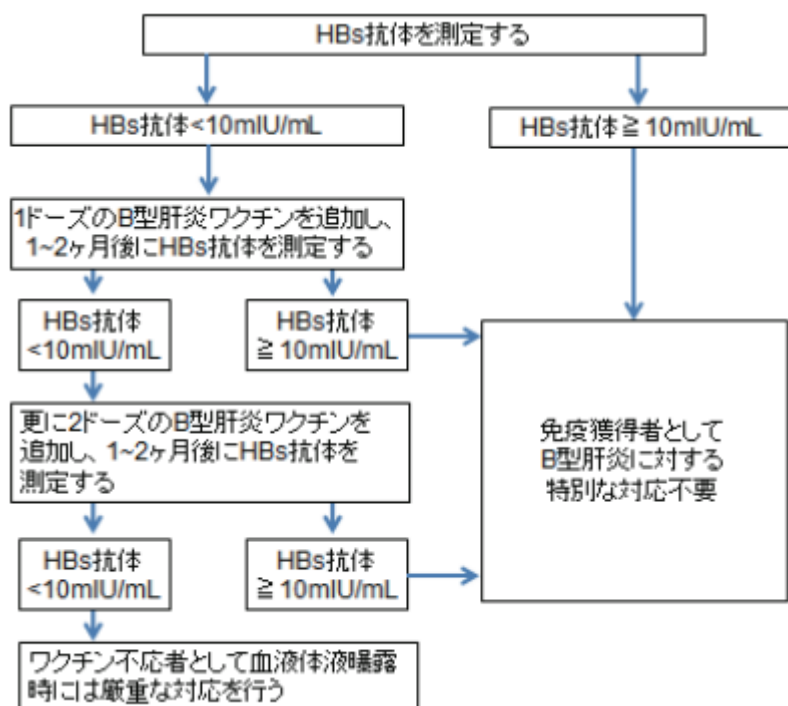 HBs抗体を測定する
HBs抗体<10mIU/mL
HBs抗体≧10mIU/mL
1ドーズのB型肝炎ワクチンを追加し、
1~2ヶ月後にHBs抗体を測定する
HBs抗体
<10mIU/mL
HBs抗体
≧10mIU/mL
更に2ドーズのB型肝炎ワクチンを
追加し、1~2ヶ月後にHBs抗体を
測定する
免疫獲得者として
B型肝炎に対する
特別な対応不要
HBs抗体
<10mIU/mL
HBs抗体
≧10mIU/mL
ワクチン不応者として血液体液曝露
時には厳重な対応を行う